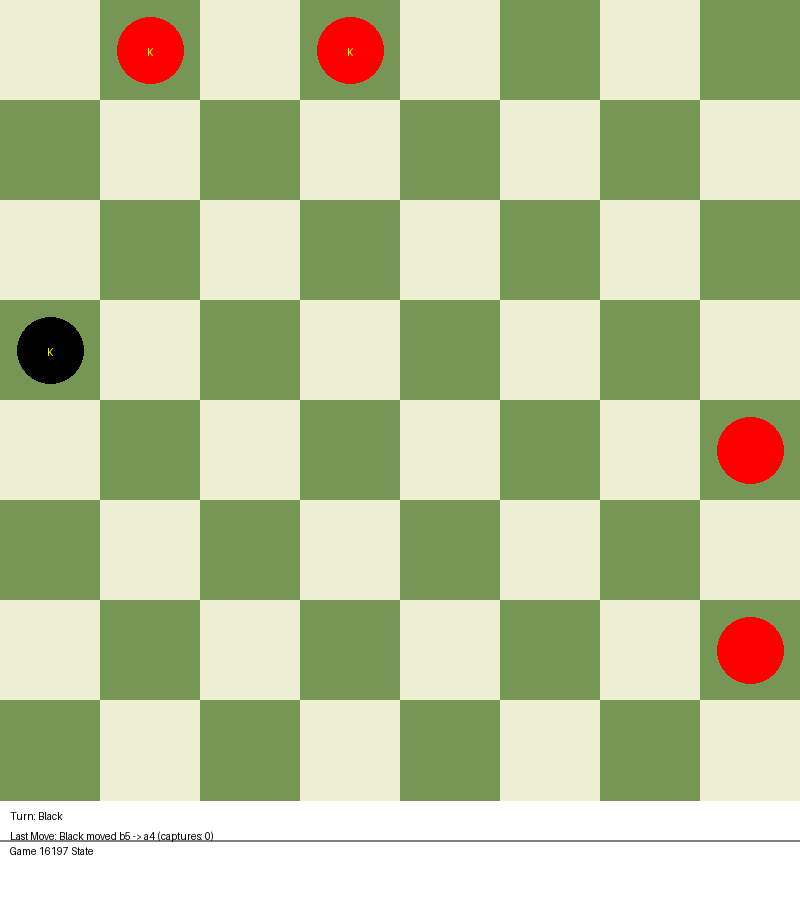 K K
K
Turn: Black
Last Move: Black moved b5 -> a4 (captures: 0)
Game 16197 State